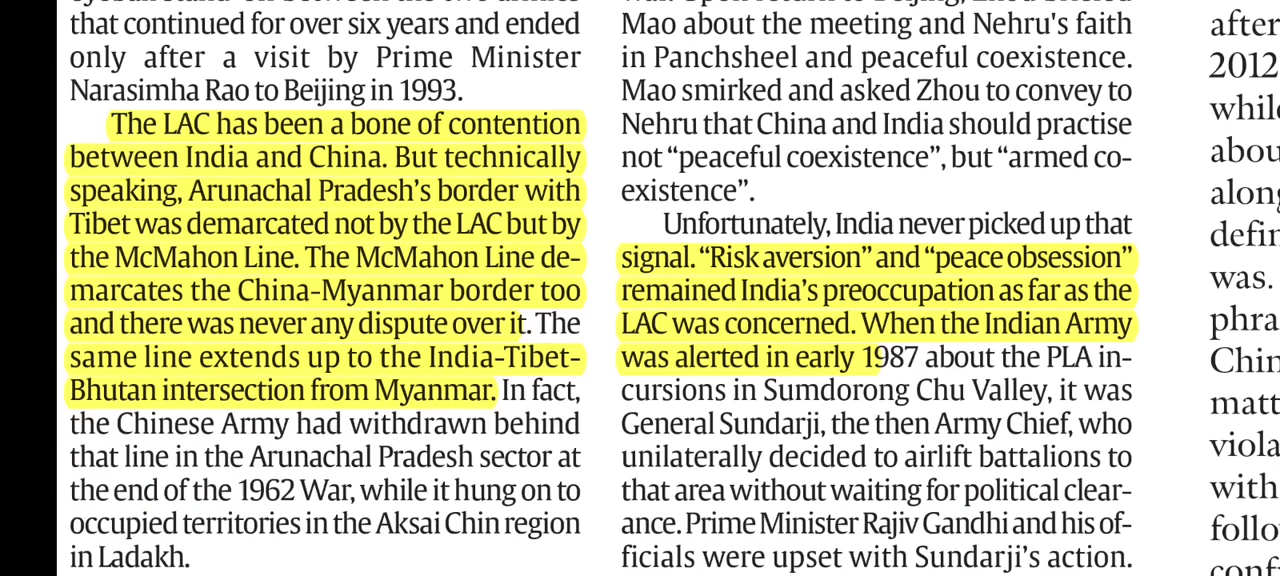 that continued for over six years and ended
only after a visit by Prime Minister
Narasimha Rao to Beijing in 1993.
The LAC has been a bone of contention
between India and China. But technically
speaking, Arunachal Pradesh's border with
Tibet was demarcated not by the LAC but by
the McMahon Line. The McMahon Line de-
marcates the China-Myanmar border too
and there was never any dispute over it. The
same line extends up to the India-Tibet-
Bhutan intersection from Myanmar. In fact,
the Chinese Army had withdrawn behind
that line in the Arunachal Pradesh sector at
the end of the 1962 War, while it hung on to
occupied territories in the Aksai Chin region
in Ladakh.
Mao about the meeting and Nehru's faith
in Panchsheel and peaceful coexistence.
Mao smirked and asked Zhou to convey to
Nehru that China and India should practise
not “peaceful coexistence”, but “armed co-
existence”.
Unfortunately, India never picked up that
signal. “Risk aversion” and “peace obsession”
remained India's preoccupation as far as the
LAC was concerned. When the Indian Army
was alerted in early 1987 about the PLA in-
cursions in Sumdorong Chu Valley, it was
General Sundarji, the then Army Chief, who
unilaterally decided to airlift battalions to
that area without waiting for political clear-
ance. Prime Minister Rajiv Gandhi and his of-
ficials were upset with Sundarji's action.
after
2012
was.
with